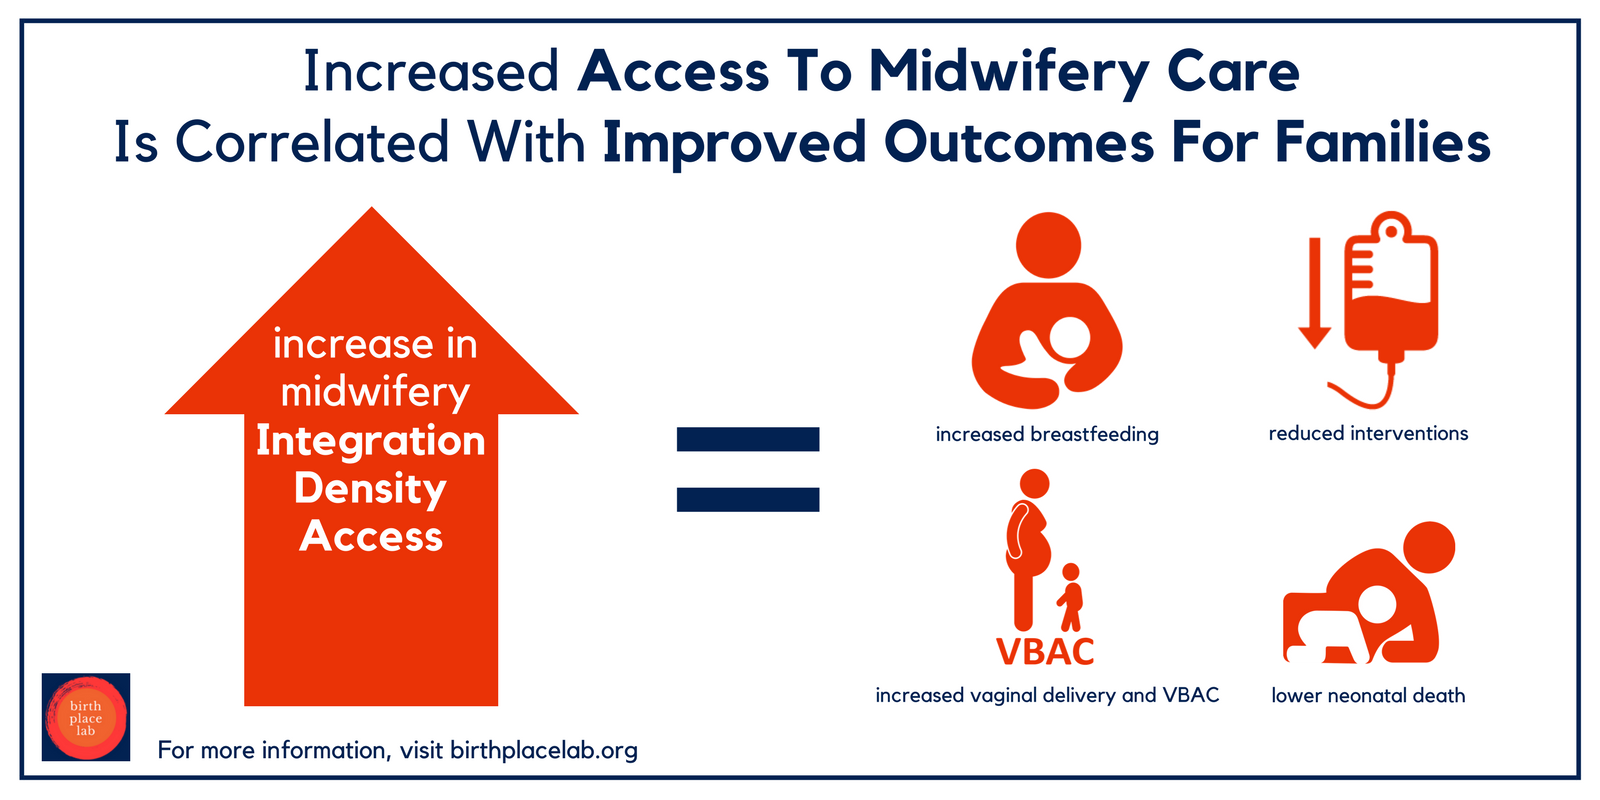 Increased Access To Midwifery Care
Is Correlated With Improved Outcomes For Families
increase in
midwifery
Integration
Density
Access
increased breastfeeding
reduced interventions
VBAC
increased vaginal delivery and VBAC
lower neonatal death
birth
place
lab
For more information, visit birthplacelab.org